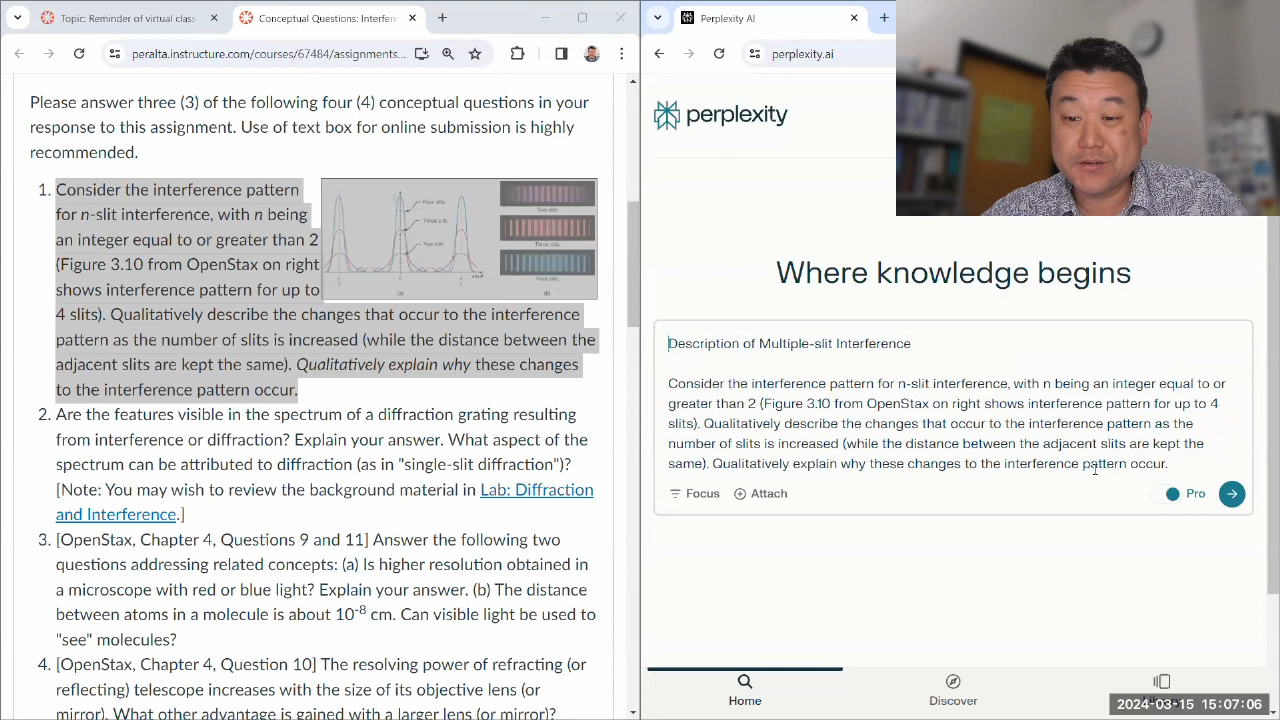 Topic: Reminder of virtual class
Conceptual Questions: Interfere
Perplexity AI
peralta.instructure.com/courses/67484/assignments
perplexity.ai
Please answer three (3) of the following four (4) conceptual questions in your
response to this assignment. Use of text box for online submission is highly
recommended.
1. Consider the interference pattern
for n-slit interference, with n being
an integer equal to or greater than 2
(Figure 3.10 from OpenStax on right
shows interference pattern for up to
4 slits). Qualitatively describe the changes that occur to the interference
pattern as the number of slits is increased (while the distance between the
adjacent slits are kept the same). Qualitatively explain why these changes
to the interference pattern occur.
Four slits
Three slits
Two slits
(a)
Two slits
Three slits
Four slits
(b)
2. Are the features visible in the spectrum of a diffraction grating resulting
from interference or diffraction? Explain your answer. What aspect of the
spectrum can be attributed to diffraction (as in "single-slit diffraction")?
[Note: You may wish to review the background material in Lab: Diffraction
and Interference.]
3. [OpenStax, Chapter 4, Questions 9 and 11] Answer the following two
questions addressing related concepts: (a) Is higher resolution obtained in
a microscope with red or blue light? Explain your answer. (b) The distance
between atoms in a molecule is about 10-8 cm. Can visible light be used to
"see" molecules?
4. [OpenStax, Chapter 4, Question 10] The resolving power of refracting (or
reflecting) telescope increases with the size of its objective lens (or
mirror). What other advantage is gained with a larger lens (or mirror)?
perplexity
Where knowledge begins
Description of Multiple-slit Interference
Consider the interference pattern for n-slit interference, with n being an integer equal to or
greater than 2 (Figure 3.10 from OpenStax on right shows interference pattern for up to 4
slits). Qualitatively describe the changes that occur to the interference pattern as the
number of slits is increased (while the distance between the adjacent slits are kept the
same). Qualitatively explain why these changes to the interference pattern occur.
Focus
Attach
Pro
Home
Discover
2024-03-15 15:07:06